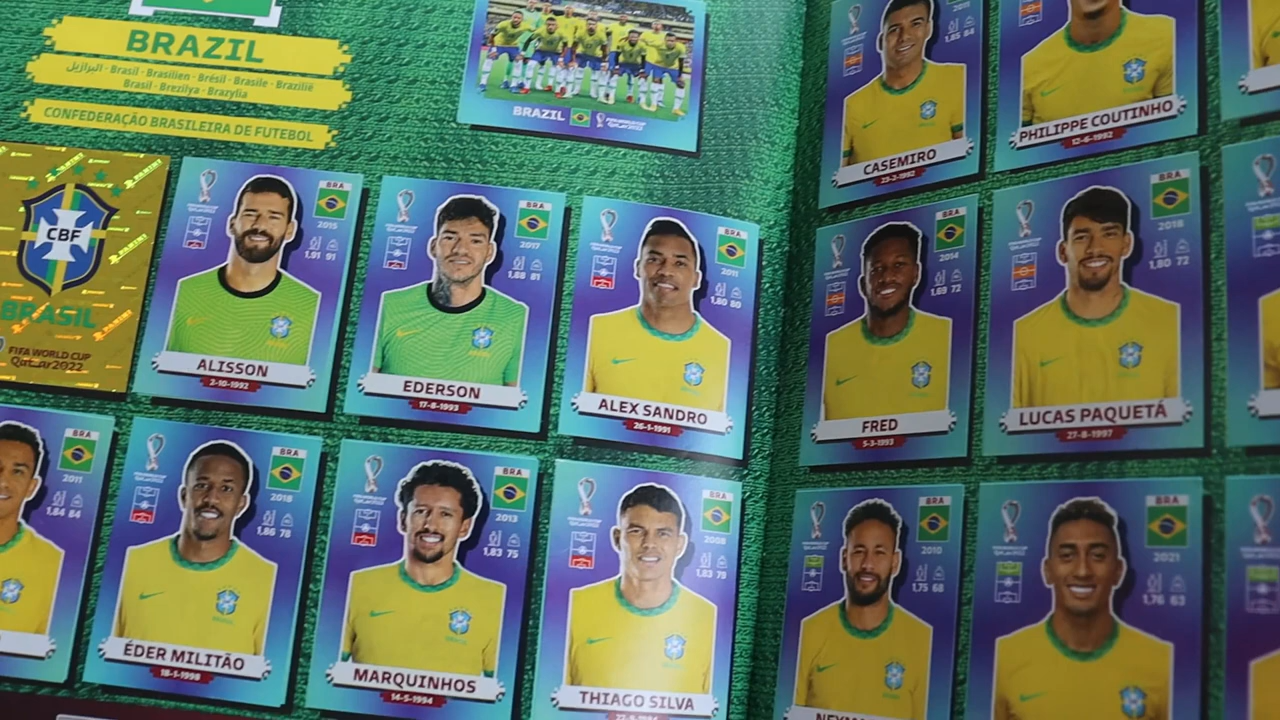 BRAZIL
البرازيل · Brasil · Brasilien · Brésil · Brasile · Brazilië
Brasil · Brezilya · Brazylia
CONFEDERAÇÃO BRASILEIRA DE FUTEBOL
BRAZIL
FIFA WORLD CUP
Qatar2022
2011
1,85 84
CASEMIRO
23-2-1992
PHILIPPE COUTINHO
12-6-1992
CBF
BRASIL
PANINI
FIFA WORLD CUP
Qatar2022
BRA
2015
1,91 91
ALISSON
2-10-1992
BRA
2017
1,88 81
EDERSON
17-8-1993
BRA
2011
1,80 80
ALEX SANDRO
26-1-1991
BRA
2014
1,69 72
FRED
5-3-1993
BRA
2018
1,80 72
LUCAS PAQUETÁ
27-8-1997
BRA
2011
1,84 84
BRA
2018
1,86 78
ÉDER MILITÃO
18-1-1998
BRA
2013
1,83 75
MARQUINHOS
14-5-1994
BRA
2008
1,83 79
THIAGO SILVA
BRA
2010
1,75 68
BRA
2021
1,76 63